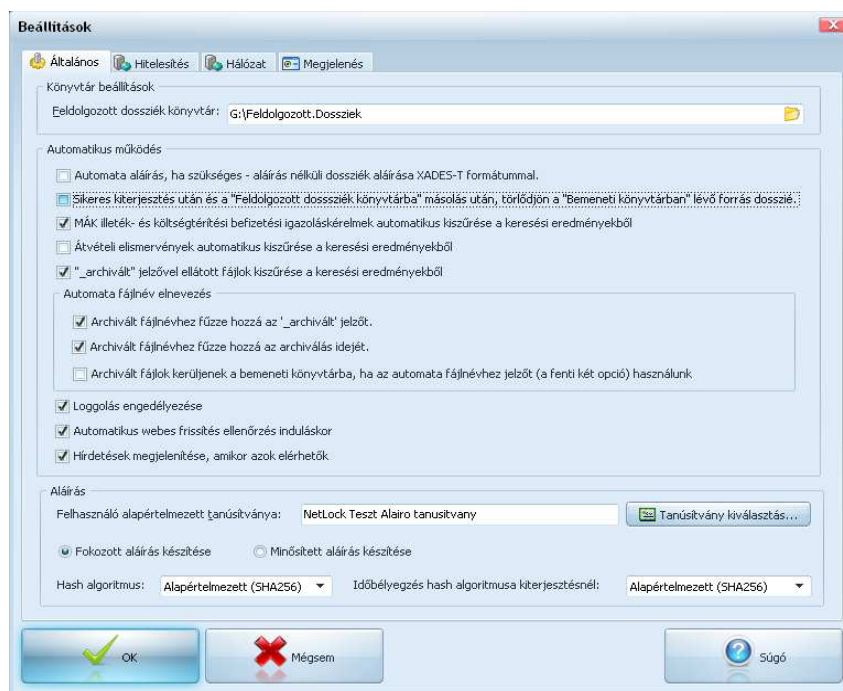 Beállítások
Általános
Hitelesítés
Hálózat
Megjelenés
Könyvtár beállítások
Feldolgozott dossziék könyvtár: G:\Feldolgozott.Dossziek
Automatikus működés
Automata aláírás, ha szükséges - aláírás nélküli dossziék aláírása XADES-T formátummal.
Sikeres kiterjesztés után és a "Feldolgozott dosssziék könyvtárba" másolás után, törlődjön a "Bemeneti könyvtárban" lévő forrás dosszié.
MÁK illeték- és költségtérítési befizetési igazoláskérelmek automatikus kiszűrése a keresési eredményekből
Átvételi elismervények automatikus kiszűrése a keresési eredményekből
"_archivált" jelzővel ellátott fájlok kiszűrése a keresési eredményekből
Automata fájlnév elnevezés
Archivált fájlnévhez fűzze hozzá az '_archivált' jelzőt.
Archivált fájlnévhez fűzze hozzá az archiválás idejét.
Archivált fájlok kerüljenek a bemeneti könyvtárba, ha az automata fájlnévhez jelzőt (a fenti két opció) használunk
Loggolás engedélyezése
Automatikus webes frissítés ellenőrzés induláskor
Hírdetések megjelenítése, amikor azok elérhetők
Aláírás
Felhasználó alapértelmezett tanúsítványa: NetLock Teszt Alairo tanusitvany Tanúsítvány kiválasztás...
Fokozott aláírás készítése Minősített aláírás készítése
Hash algoritmus: Alapértelmezett (SHA256) Időbélyegzés hash algoritmusa kiterjesztésnél: Alapértelmezett (SHA256)
OK Mégsem Súgó